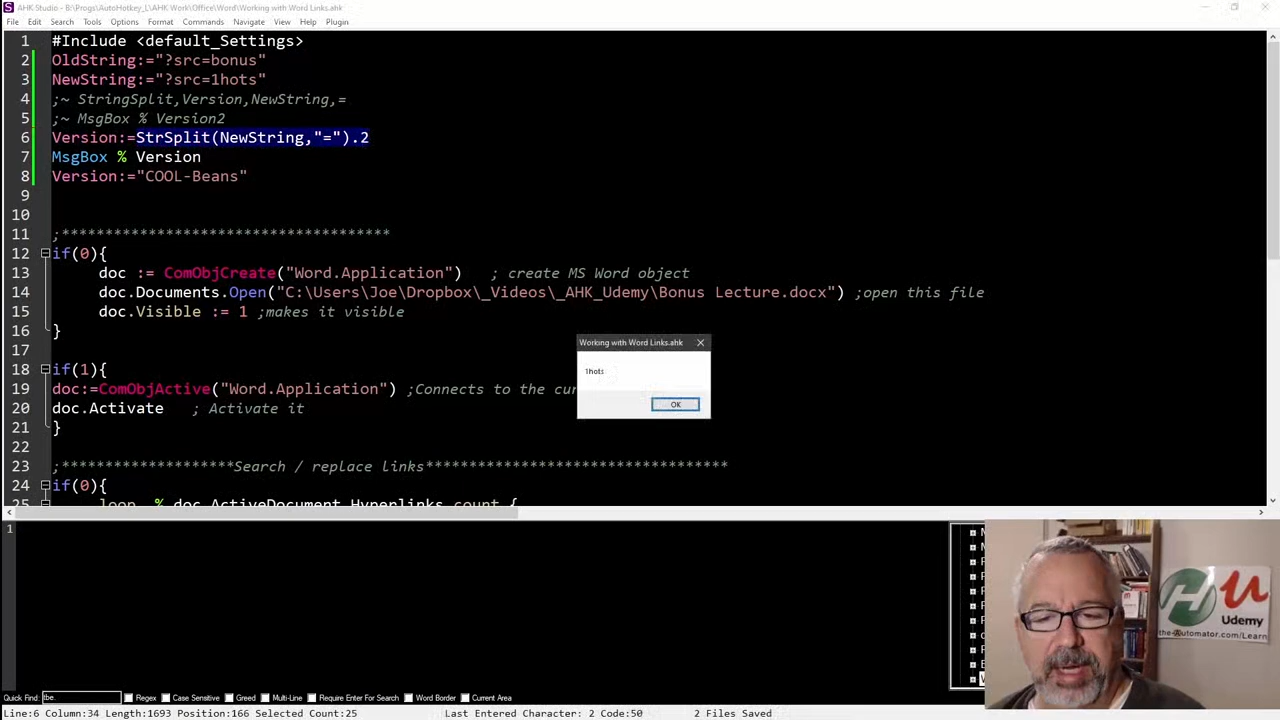 AHK Studio - B:\Progs\AutoHotkey_L\AHK Work\Office\Word\Working with Word Links.ahk
File Edit Search Tools Options Format Commands Navigate View Help Plugin
1 #Include <default_Settings>
2 OldString:="?src=bonus"
3 NewString:="?src=1hots"
4 ;~ StringSplit,Version,NewString,=
5 ;~ MsgBox % Version2
6 Version:=StrSplit(NewString,"=").2
7 MsgBox % Version
8 Version:="COOL-Beans"
9
10
11 ;**************************************
12 if(0){
13 doc := ComObjCreate("Word.Application") ; create MS Word object
14 doc.Documents.Open("C:\Users\Joe\Dropbox\_Videos\_AHK_Udemy\Bonus Lecture.docx") ;open this file
15 doc.Visible := 1 ;makes it visible
16 }
17
18 if(1){
19 doc:=ComObjActive("Word.Application") ;Connects to the cu
20 doc.Activate ; Activate it
21 }
22
23 ;********************Search / replace links***********************************
24 if(0){
25 loop % doc.ActiveDocument.Hyperlinks.count {
Working with Word Links.ahk
1hots
OK
1
Udemy
the-Automator.com/Learn
Quick Find: Regex Case Sensitive Greed Multi-Line Require Enter For Search Word Border Current Area
Line:6 Column:34 Length:1693 Position:166 Selected Count:25 Last Entered Character: 2 Code:50 2 Files Saved